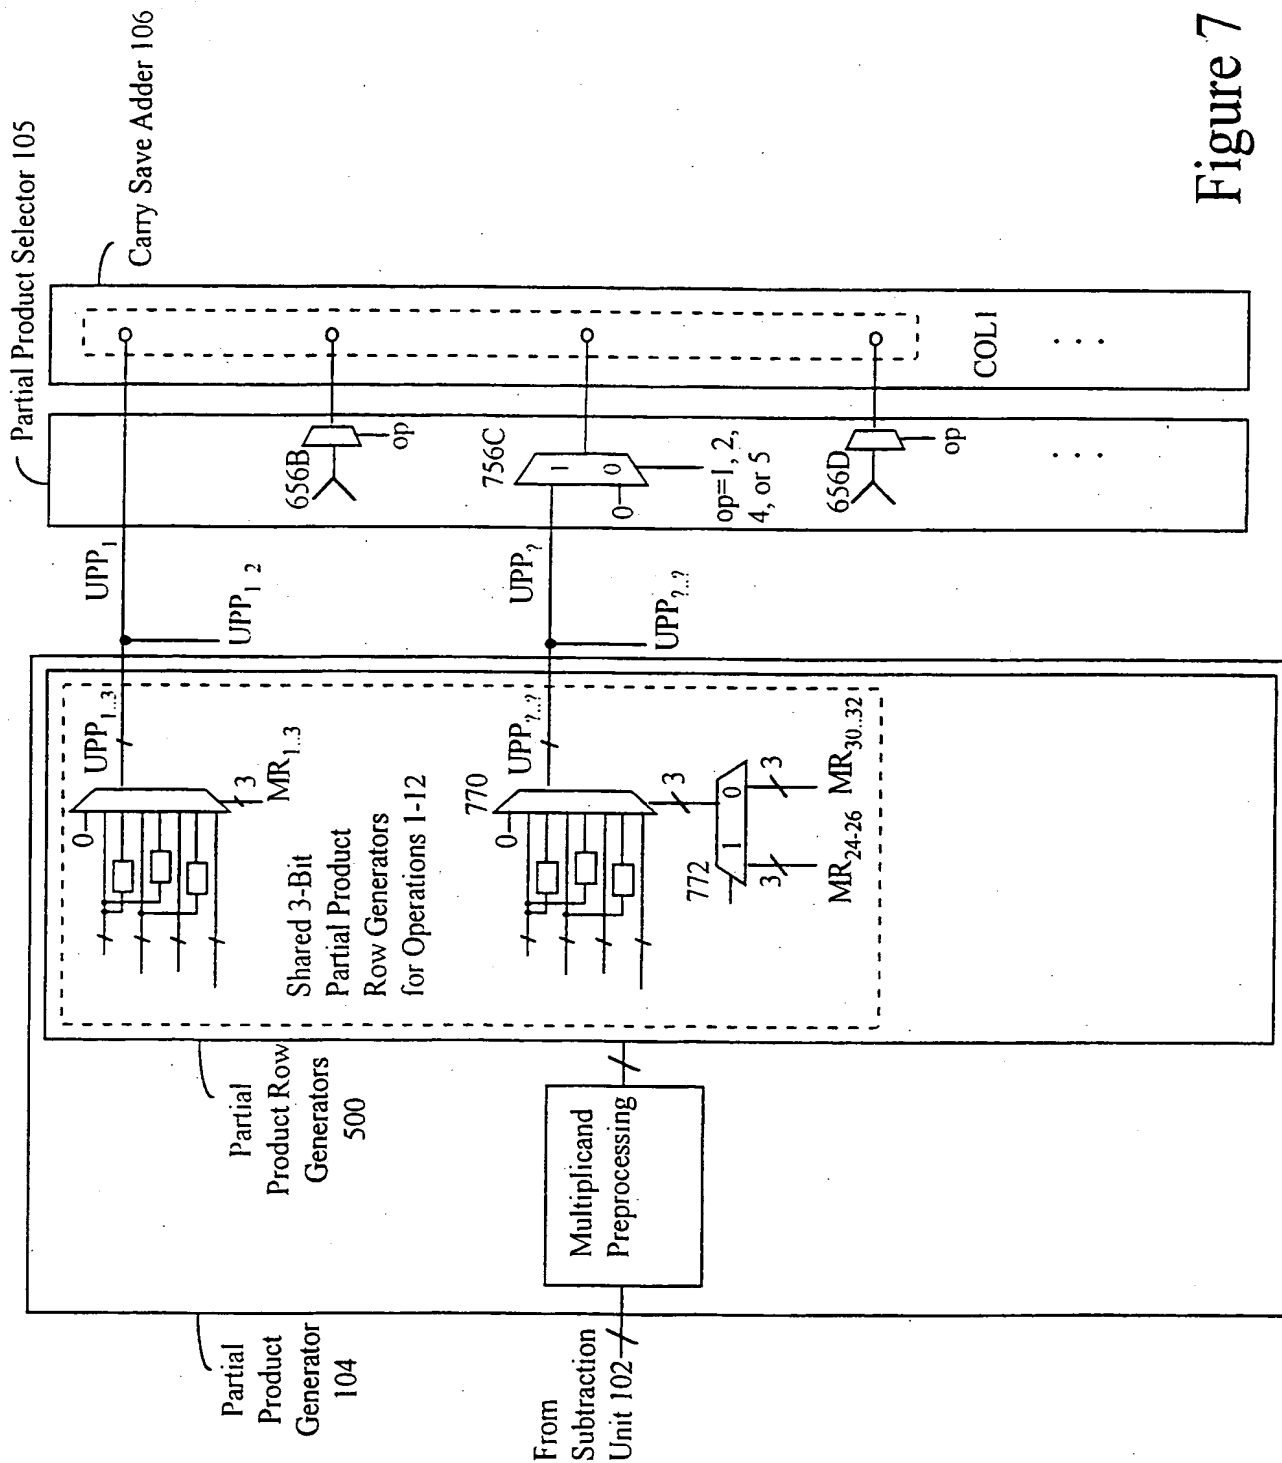 Partial Product Selector 105
Carry Save Adder 106
COL1
. . .
656B
op
756C
1
0
0
op=1, 2,
4, or 5
656D
op
. . .
UPP1
UPP1 2
UPP?
UPP?..?
UPP1..3
0
3
MR1..3
Shared 3-Bit
Partial Product
Row Generators
for Operations 1-12
UPP?..?
770
0
3
772
1
0
3
3
MR24-26
MR30..32
Partial
Product Row
Generators
500
Multiplicand
Preprocessing
Partial
Product
Generator
104
From
Subtraction
Unit 102
Figure 7